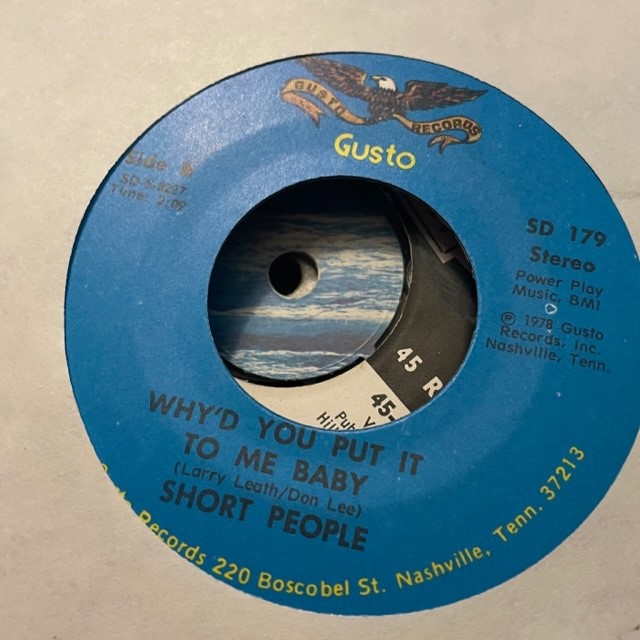 GUSTO RECORDS
Gusto
Side B
SD-S-8227
Time: 2:09
SD 179
Stereo
Power Play
Music, BMI
℗ 1978 Gusto
Records, Inc.
Nashville, Tenn.
45 R
45-
WHY'D YOU PUT IT
TO ME BABY
(Larry Leath/Don Lee)
SHORT PEOPLE
Records 220 Boscobel St. Nashville, Tenn. 37213